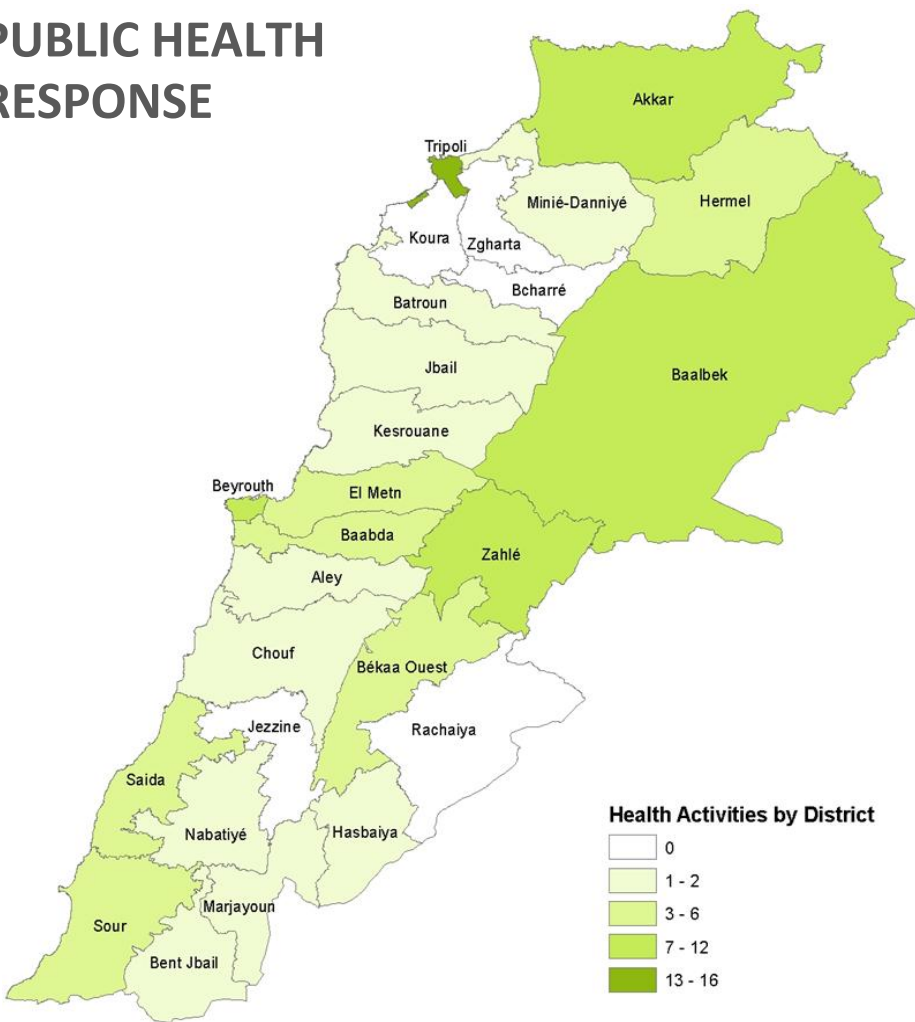 PUBLIC HEALTH
RESPONSE
Akkar
Tripoli
Minié-Danniyé
Hermel
Koura
Zgharta
Bcharré
Batroun
Jbail
Baalbek
Kesrouane
Beyrouth
El Metn
Baabda
Zahlé
Aley
Chouf
Békaa Ouest
Jezzine
Rachaiya
Saida
Nabatiyé
Hasbaiya
Marjayoun
Sour
Bent Jbail
Health Activities by District
0
1 - 2
3 - 6
7 - 12
13 - 16